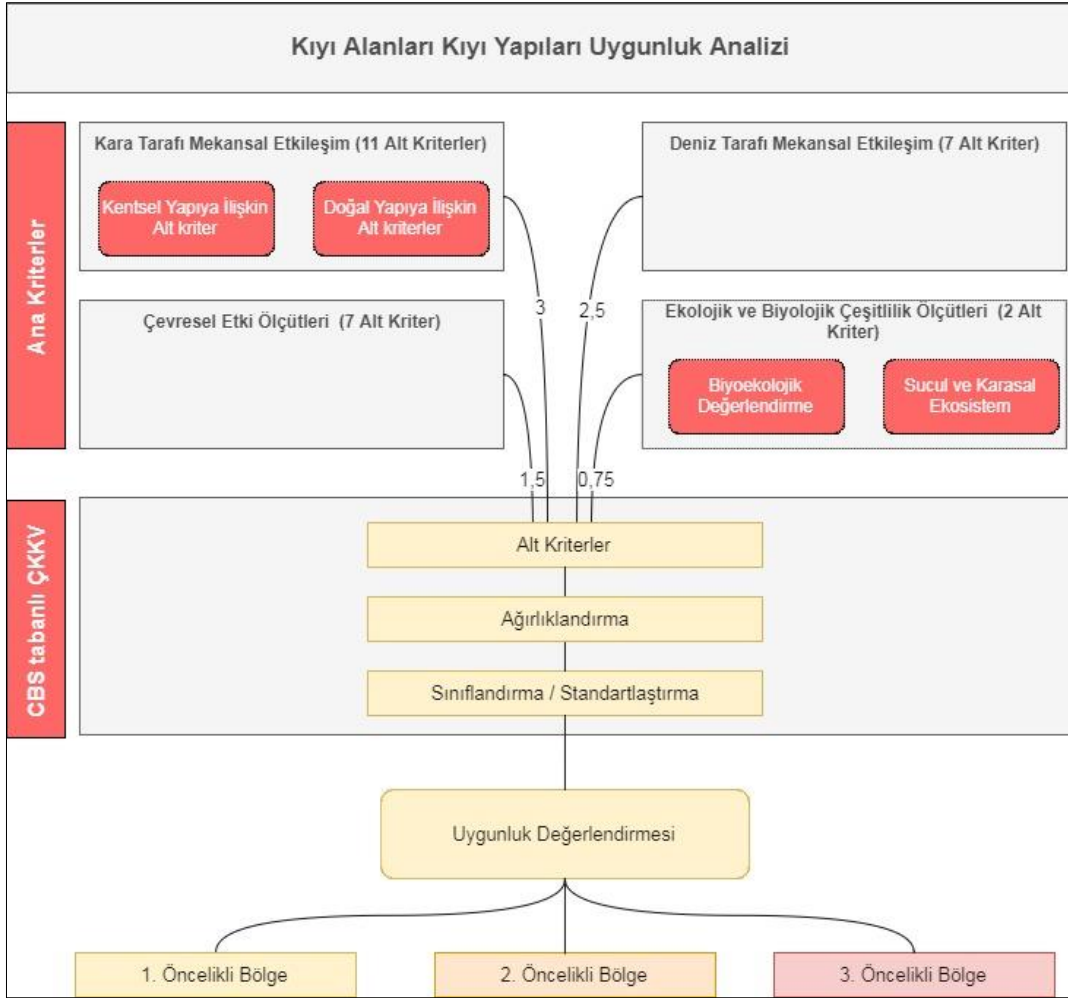 Kıyı Alanları Kıyı Yapıları Uygunluk Analizi
Ana Kriterler
Kara Tarafı Mekansal Etkileşim (11 Alt Kriterler)
Kentsel Yapıya İlişkin
Alt kriter
Doğal Yapıya İlişkin
Alt kriterler
Deniz Tarafı Mekansal Etkileşim (7 Alt Kriter)
Çevresel Etki Ölçütleri (7 Alt Kriter)
Ekolojik ve Biyolojik Çeşitlilik Ölçütleri (2 Alt
Kriter)
Biyoekolojik
Değerlendirme
Sucul ve Karasal
Ekosistem
3
2,5
1,5
0,75
CBS tabanlı ÇKKV
Alt Kriterler
Ağırlıklandırma
Sınıflandırma / Standartlaştırma
Uygunluk Değerlendirmesi
1. Öncelikli Bölge
2. Öncelikli Bölge
3. Öncelikli Bölge